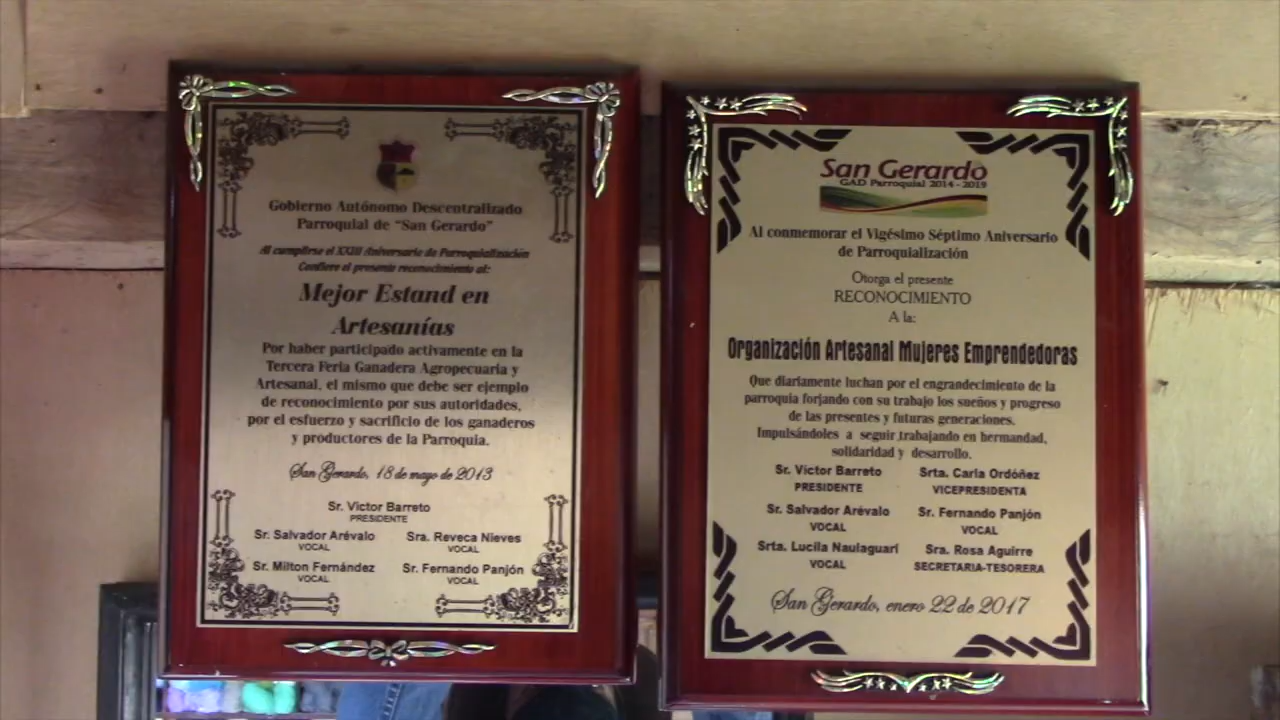 Gobierno Autónomo Descentralizado
Parroquial de “San Gerardo”
Al cumplirse el XXIII Aniversario de Parroquialización
Confiere el presente reconocimiento al:
Mejor Estand en
Artesanías
Por haber participado activamente en la
Tercera Feria Ganadera Agropecuaria y
Artesanal, el mismo que debe ser ejemplo
de reconocimiento por sus autoridades,
por el esfuerzo y sacrificio de los ganaderos
y productores de la Parroquia.
San Gerardo, 18 de mayo de 2013
Sr. Victor Barreto
PRESIDENTE
Sr. Salvador Arévalo Sra. Reveca Nieves
VOCAL VOCAL
Sr. Milton Fernández Sr. Fernando Panjón
VOCAL VOCAL
San Gerardo
GAD Parroquial 2014 - 2019
Al conmemorar el Vigésimo Séptimo Aniversario
de Parroquialización
Otorga el presente
RECONOCIMIENTO
A la:
Organización Artesanal Mujeres Emprendedoras
Que diariamente luchan por el engrandecimiento de la
parroquia forjando con su trabajo los sueños y progreso
de las presentes y futuras generaciones.
Impulsándoles a seguir trabajando en hermandad,
solidaridad y desarrollo.
Sr. Víctor Barreto Srta. Carla Ordóñez
PRESIDENTE VICEPRESIDENTA
Sr. Salvador Arévalo Sr. Fernando Panjón
VOCAL VOCAL
Srta. Lucila Naulaguari Sra. Rosa Aguirre
VOCAL SECRETARIA-TESORERA
San Gerardo, enero 22 de 2017